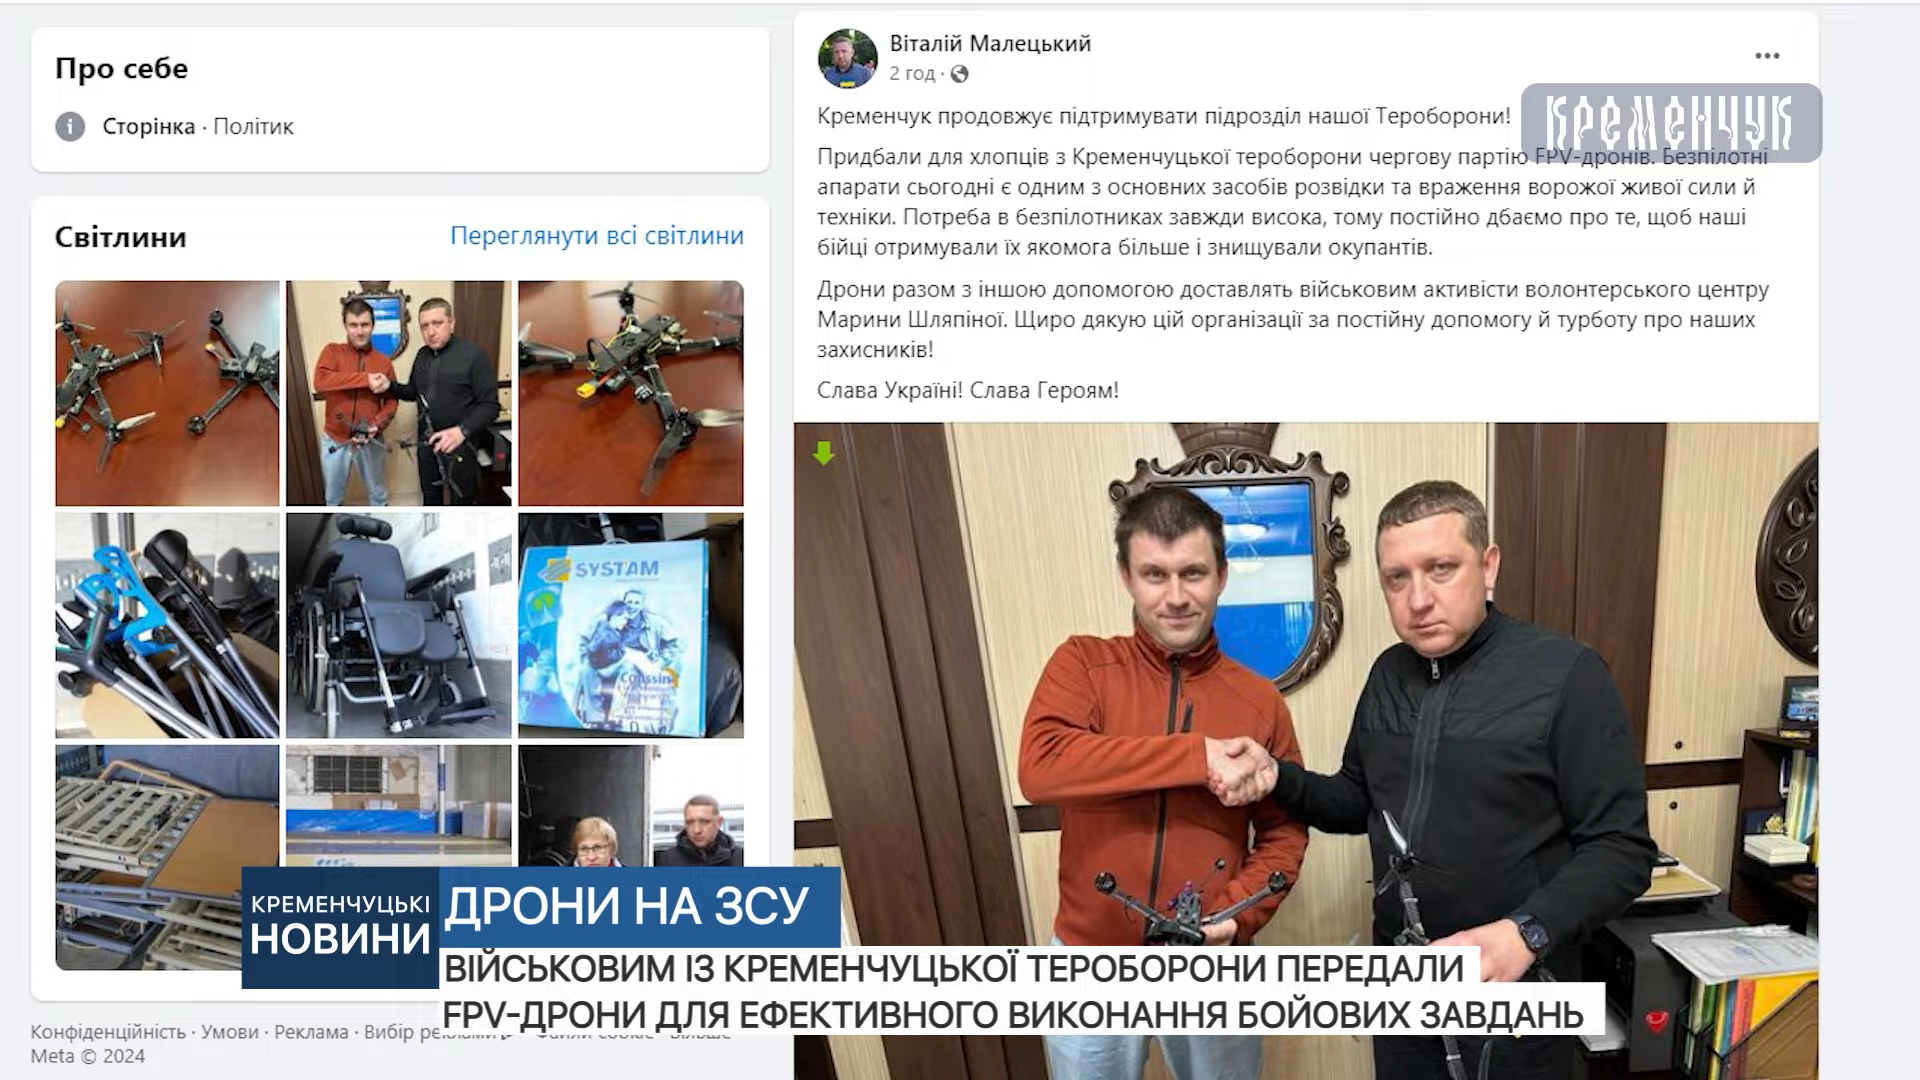 Про себе
Сторінка · Політик
Світлини
Переглянути всі світлини
SYSTAM
Coussin
Конфіденційність · Умови · Реклама · Вибір реклами
Файли cookie · Більше
Meta © 2024
Віталій Малецький
2 год
КРЕМЕНЧУК
Кременчук продовжує підтримувати підрозділ нашої Тероборони!
Придбали для хлопців з Кременчуцької тероборони чергову партію FPV-дронів. Безпілотні
апарати сьогодні є одним з основних засобів розвідки та враження ворожої живої сили й
техніки. Потреба в безпілотниках завжди висока, тому постійно дбаємо про те, щоб наші
бійці отримували їх якомога більше і знищували окупантів.
Дрони разом з іншою допомогою доставлять військовим активісти волонтерського центру
Марини Шляпіної. Щиро дякую цій організації за постійну допомогу й турботу про наших
захисників!
Слава Україні! Слава Героям!
КРЕМЕНЧУЦЬКІ
НОВИНИ
ДРОНИ НА ЗСУ
ВІЙСЬКОВИМ ІЗ КРЕМЕНЧУЦЬКОЇ ТЕРОБОРОНИ ПЕРЕДАЛИ
FPV-ДРОНИ ДЛЯ ЕФЕКТИВНОГО ВИКОНАННЯ БОЙОВИХ ЗАВДАНЬ